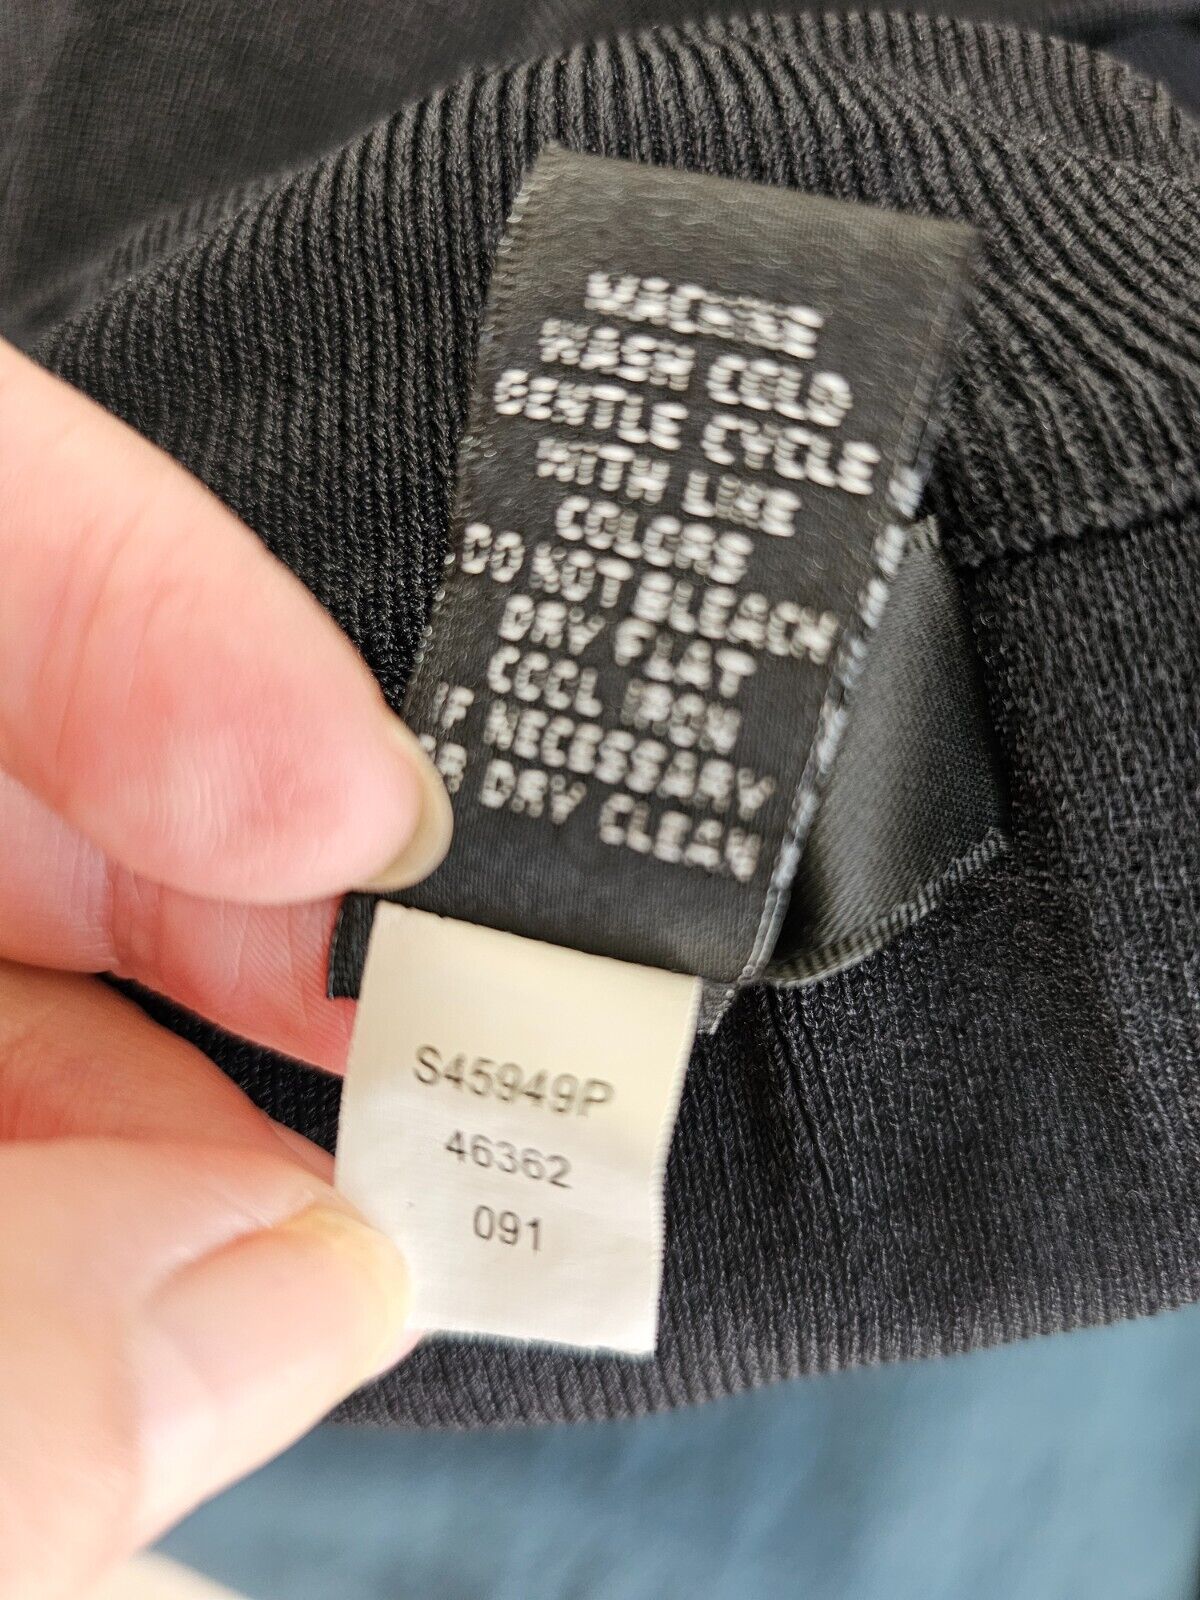 MACHINE
WASH COLD
GENTLE CYCLE
WITH LIKE
COLORS
DO NOT BLEACH
DRY FLAT
COOL IRON
IF NECESSARY
OR DRY CLEAN
S45949P
46362
091